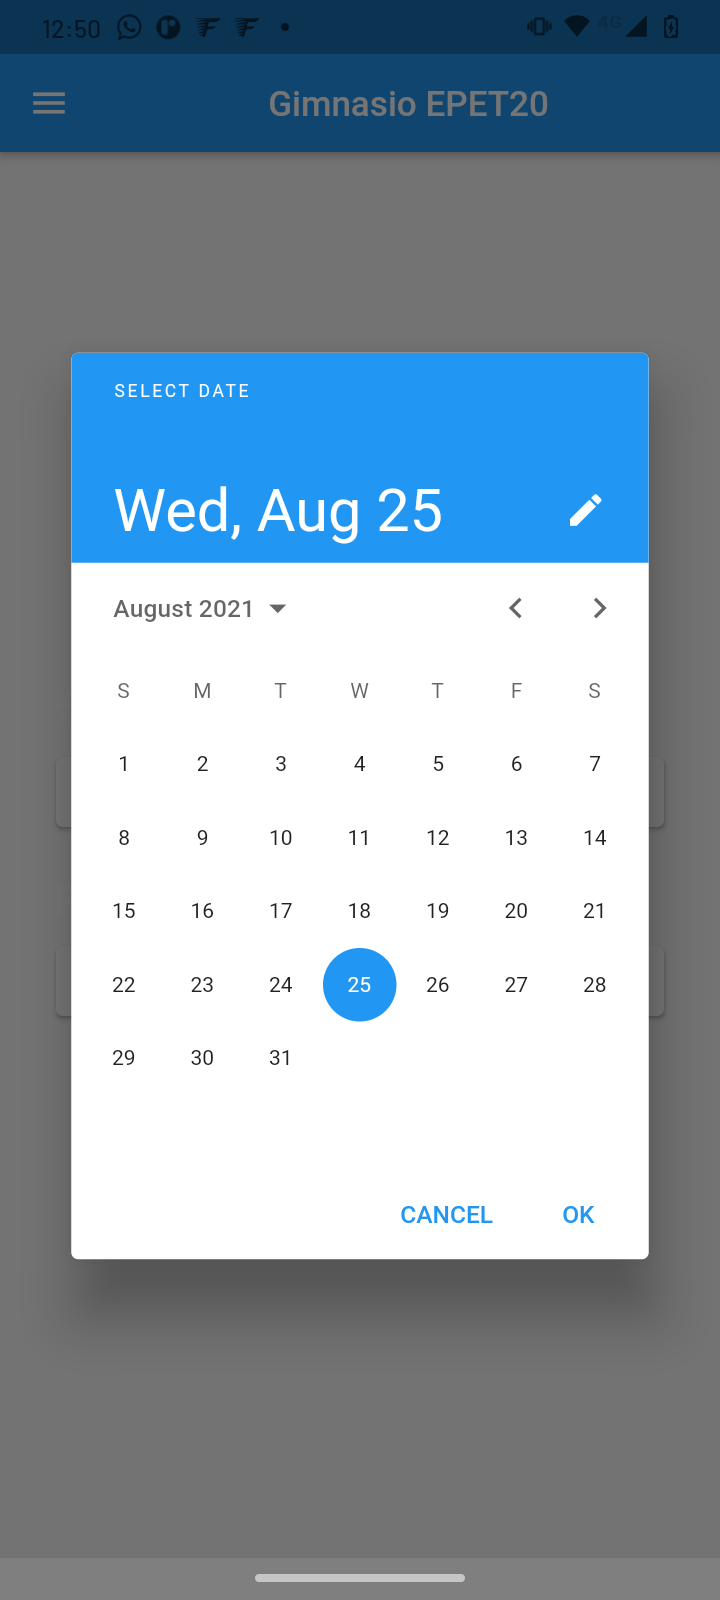 12:50
4G
Gimnasio EPET20
SELECT DATE
Wed, Aug 25
August 2021
S M T W T F S
1 2 3 4 5 6 7
8 9 10 11 12 13 14
15 16 17 18 19 20 21
22 23 24 25 26 27 28
29 30 31
CANCEL OK